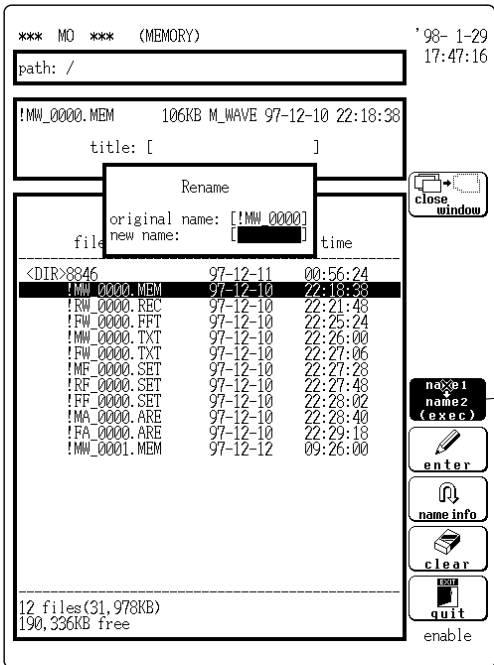 *** MO *** (MEMORY)
'98- 1-29
17:47:16
path: /
!MW_0000.MEM 106KB M_WAVE 97-12-10 22:18:38
title: [ ]
Rename
original name: [!MW_0000]
new name: [ ]
file time
<DIR>8846 97-12-11 00:56:24
!MW_0000.MEM 97-12-10 22:18:38
!RW_0000.REC 97-12-10 22:21:48
!FW_0000.FFT 97-12-10 22:25:24
!MW_0000.TXT 97-12-10 22:26:00
!FW_0000.TXT 97-12-10 22:27:06
!MF_0000.SET 97-12-10 22:27:28
!RF_0000.SET 97-12-10 22:27:48
!FF_0000.SET 97-12-10 22:28:02
!MA_0000.ARE 97-12-10 22:28:40
!FA_0000.ARE 97-12-10 22:29:18
!MW_0001.MEM 97-12-12 09:26:00
12 files(31,978KB)
190,336KB free
close
window
name1
name2
(exec)
enter
name info
clear
EXIT
quit
enable